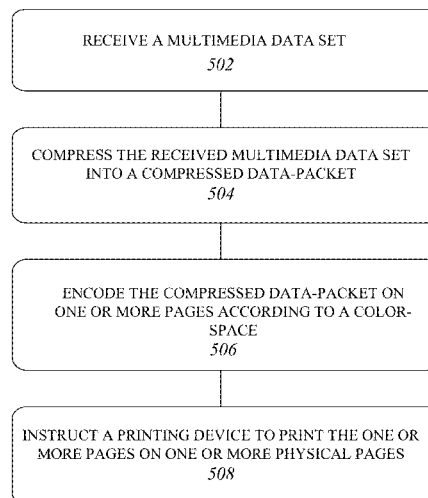 RECEIVE A MULTIMEDIA DATA SET
502
COMPRESS THE RECEIVED MULTIMEDIA DATA SET
INTO A COMPRESSED DATA-PACKET
504
ENCODE THE COMPRESSED DATA-PACKET ON
ONE OR MORE PAGES ACCORDING TO A COLOR-
SPACE
506
INSTRUCT A PRINTING DEVICE TO PRINT THE ONE OR
MORE PAGES ON ONE OR MORE PHYSICAL PAGES
508